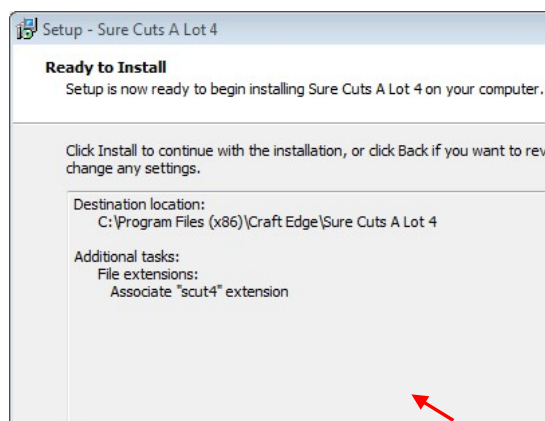 Setup - Sure Cuts A Lot 4
Ready to Install
Setup is now ready to begin installing Sure Cuts A Lot 4 on your computer.
Click Install to continue with the installation, or click Back if you want to rev
change any settings.
Destination location:
C:\Program Files (x86)\Craft Edge\Sure Cuts A Lot 4
Additional tasks:
File extensions:
Associate "scut4" extension